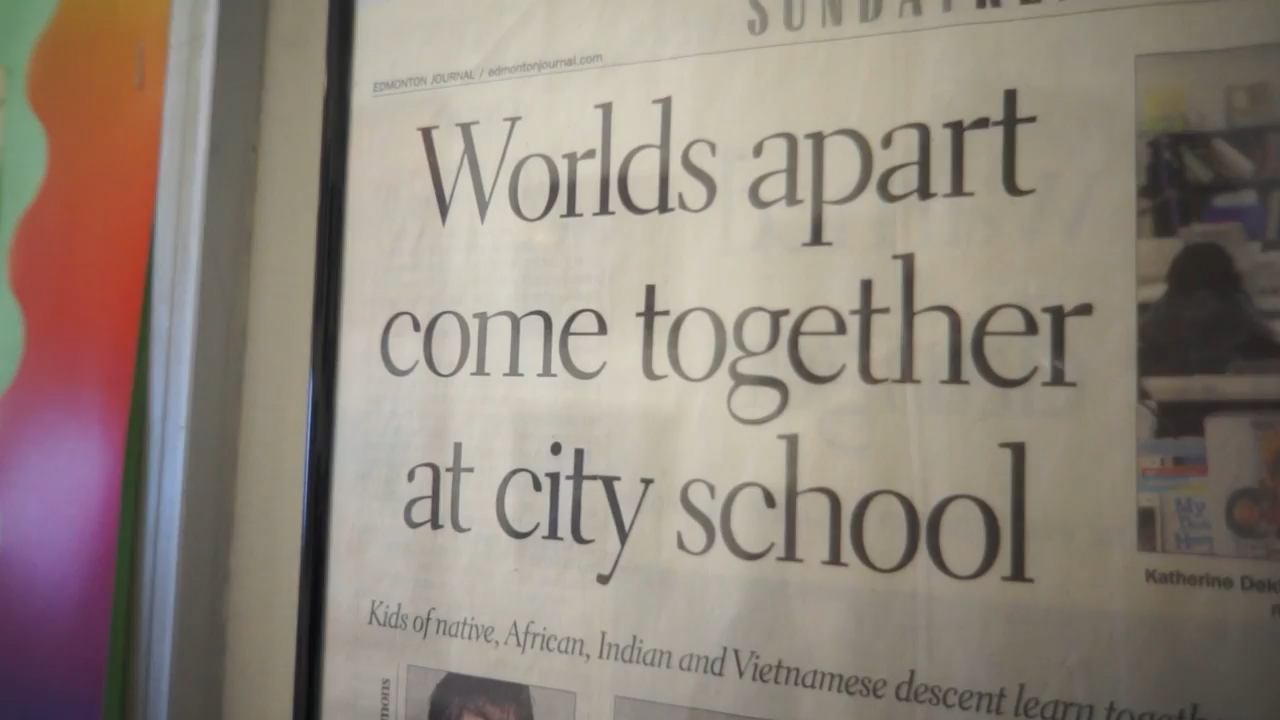 EDMONTON JOURNAL / edmontonjournal.com
Worlds apart
come together
at city school
Katherine
Kids of native, African, Indian and Vietnamese descent learn
My